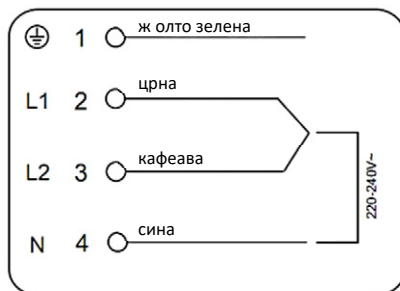 1 ж олто зелена
L1 2 црна
L2 3 кафеава
N 4 сина
220-240V~